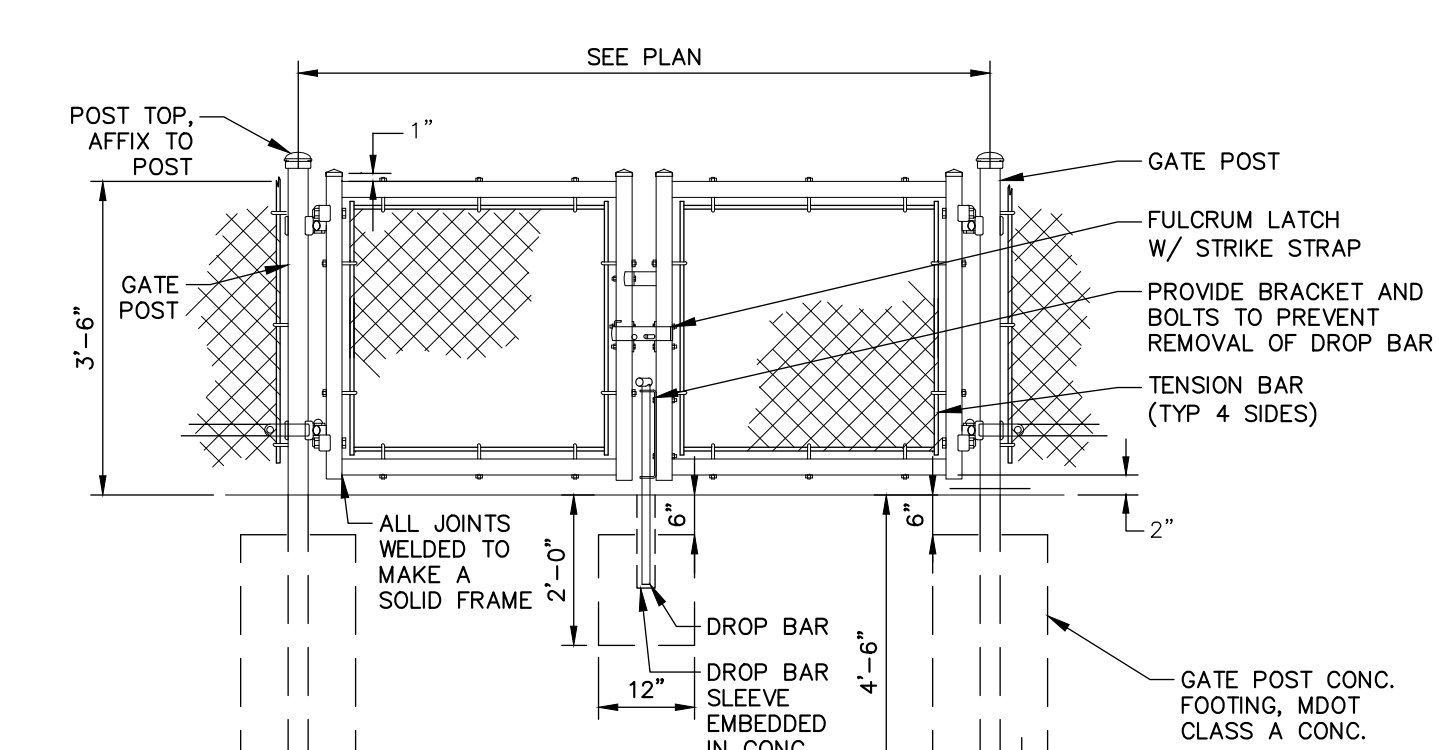 SEE PLAN
POST TOP,
AFFIX TO
POST
1"
GATE POST
FULCRUM LATCH
W/ STRIKE STRAP
GATE
POST
PROVIDE BRACKET AND
BOLTS TO PREVENT
REMOVAL OF DROP BAR
3'-6"
TENSION BAR
(TYP 4 SIDES)
6"
6"
2"
ALL JOINTS
WELDED TO
MAKE A
SOLID FRAME
2'-0"
DROP BAR
4'-6"
DROP BAR
SLEEVE
EMBEDDED
IN CONC
12"
GATE POST CONC.
FOOTING, MDOT
CLASS A CONC.